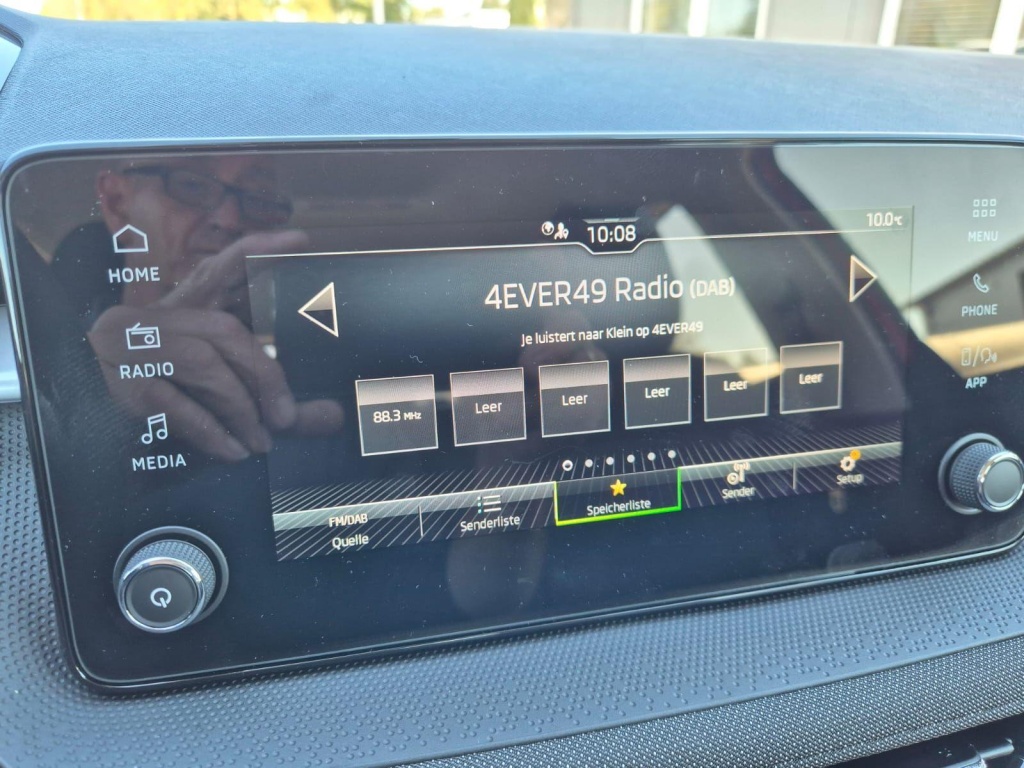 10:08
10.0°C
HOME
RADIO
MEDIA
4EVER49 Radio (DAB)
Je luistert naar Klein op 4EVER49
88.3 MHz
Leer
Leer
Leer
Leer
Leer
FM/DAB
Quelle
Senderliste
Speicherliste
Sender
Setup
MENU
PHONE
APP